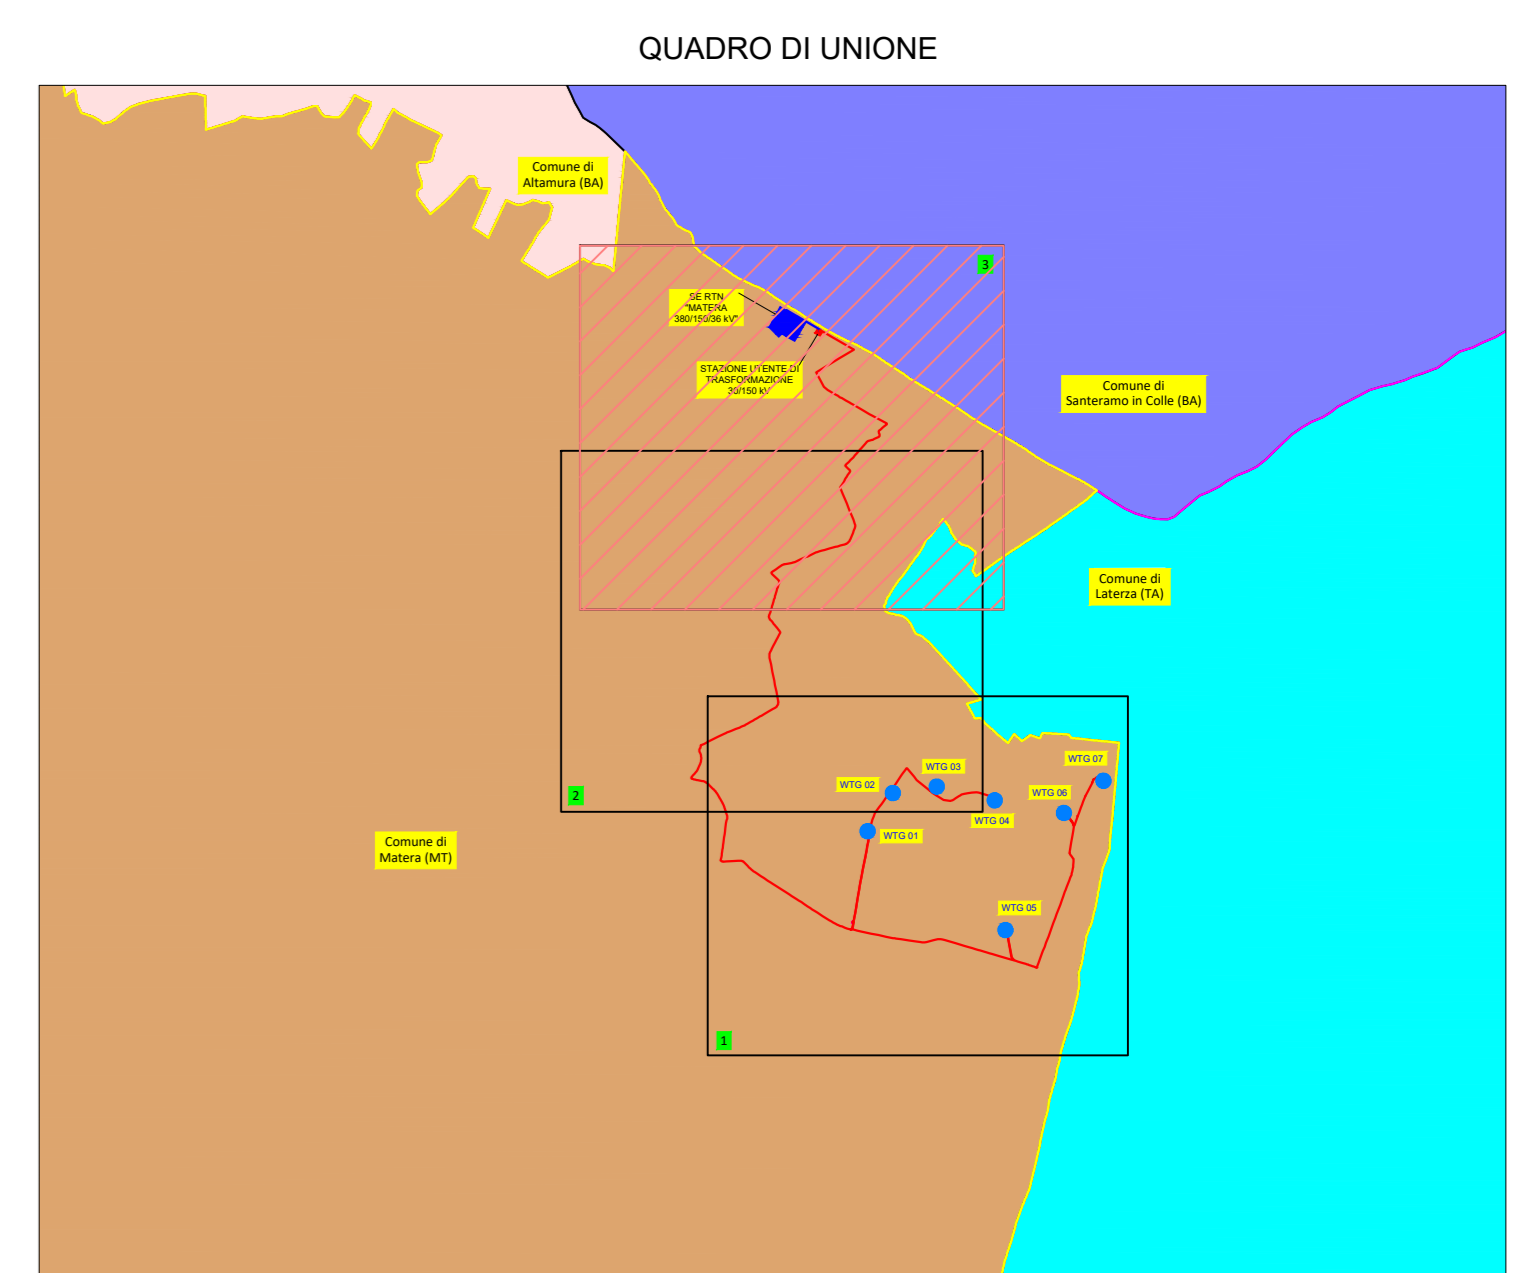 QUADRO DI UNIONE
Comune di
Altamura (BA)
3
SE RTN
"MATERA
380/150/36 kV"
STAZIONE UTENTE DI
TRASFORMAZIONE
30/150 kV
Comune di
Santeramo in Colle (BA)
Comune di
Laterza (TA)
WTG 07
WTG 03
WTG 02
WTG 06
2
WTG 04
WTG 01
Comune di
Matera (MT)
WTG 05
1